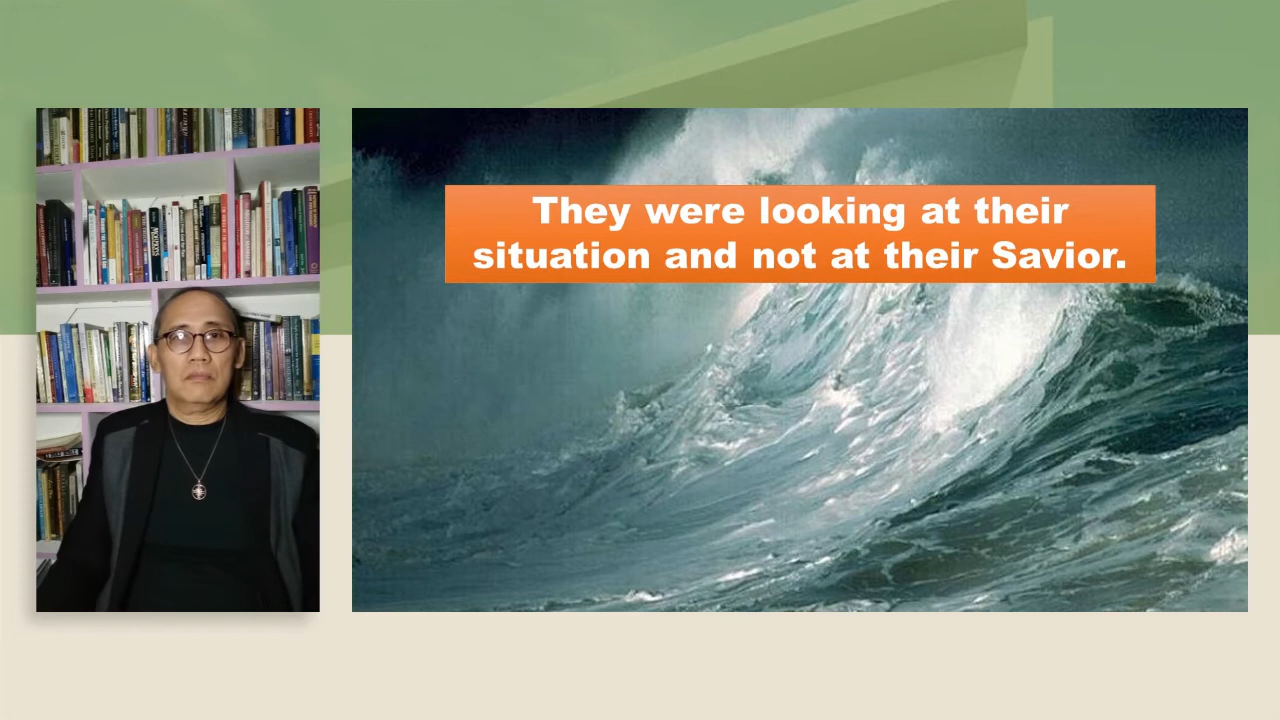 They were looking at their
situation and not at their Savior.